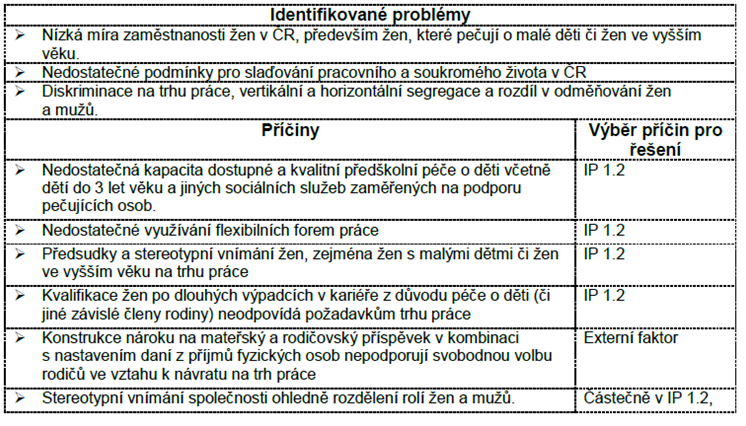 Identifikované problémy
➢ Nízká míra zaměstnanosti žen v ČR, především žen, které pečují o malé děti či žen ve vyšším
věku.
➢ Nedostatečné podmínky pro slaďování pracovního a soukromého života v ČR
➢ Diskriminace na trhu práce, vertikální a horizontální segregace a rozdíl v odměňování žen
a mužů.
Příčiny
Výběr příčin pro
řešení
➢ Nedostatečná kapacita dostupné a kvalitní předškolní péče o děti včetně
dětí do 3 let věku a jiných sociálních služeb zaměřených na podporu
pečujících osob.
IP 1.2
➢ Nedostatečné využívání flexibilních forem práce
IP 1.2
➢ Předsudky a stereotypní vnímání žen, zejména žen s malými dětmi či žen
ve vyšším věku na trhu práce
IP 1.2
➢ Kvalifikace žen po dlouhých výpadcích v kariéře z důvodu péče o děti (či
jiné závislé členy rodiny) neodpovídá požadavkům trhu práce
IP 1.2
➢ Konstrukce nároku na mateřský a rodičovský příspěvek v kombinaci
s nastavením daní z příjmů fyzických osob nepodporují svobodnou volbu
rodičů ve vztahu k návratu na trh práce
Externí faktor
➢ Stereotypní vnímání společnosti ohledně rozdělení rolí žen a mužů.
Částečně v IP 1.2,